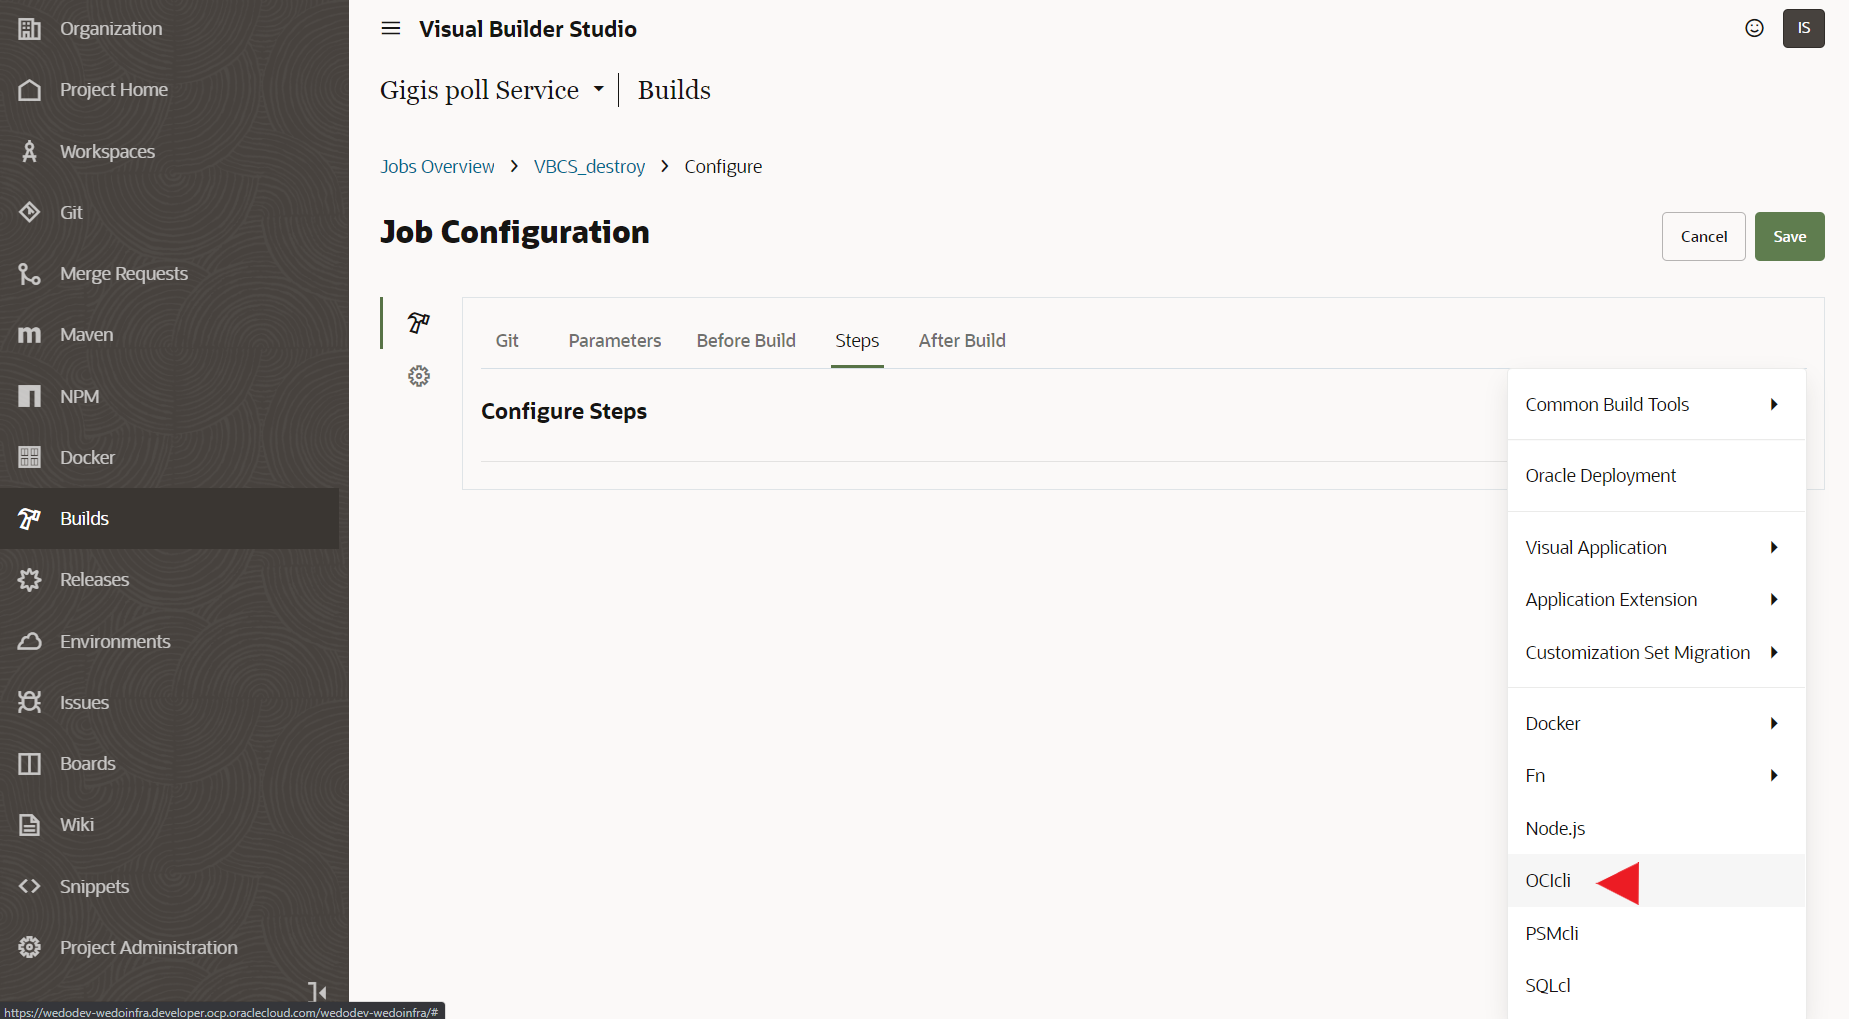 Organization
Project Home
Workspaces
Git
Merge Requests
Maven
NPM
Docker
Builds
Releases
Environments
Issues
Boards
Wiki
Snippets
Project Administration
https://wedodev-wedoinfra.developer.ocp.oraclecloud.com/wedodev-wedoinfra/#
Visual Builder Studio
IS
Gigis poll Service
Builds
Jobs Overview > VBCS_destroy > Configure
Job Configuration
Cancel
Save
Git
Parameters
Before Build
Steps
After Build
Configure Steps
Common Build Tools
Oracle Deployment
Visual Application
Application Extension
Customization Set Migration
Docker
Fn
Node.js
OCIcli
PSMcli
SQLcl